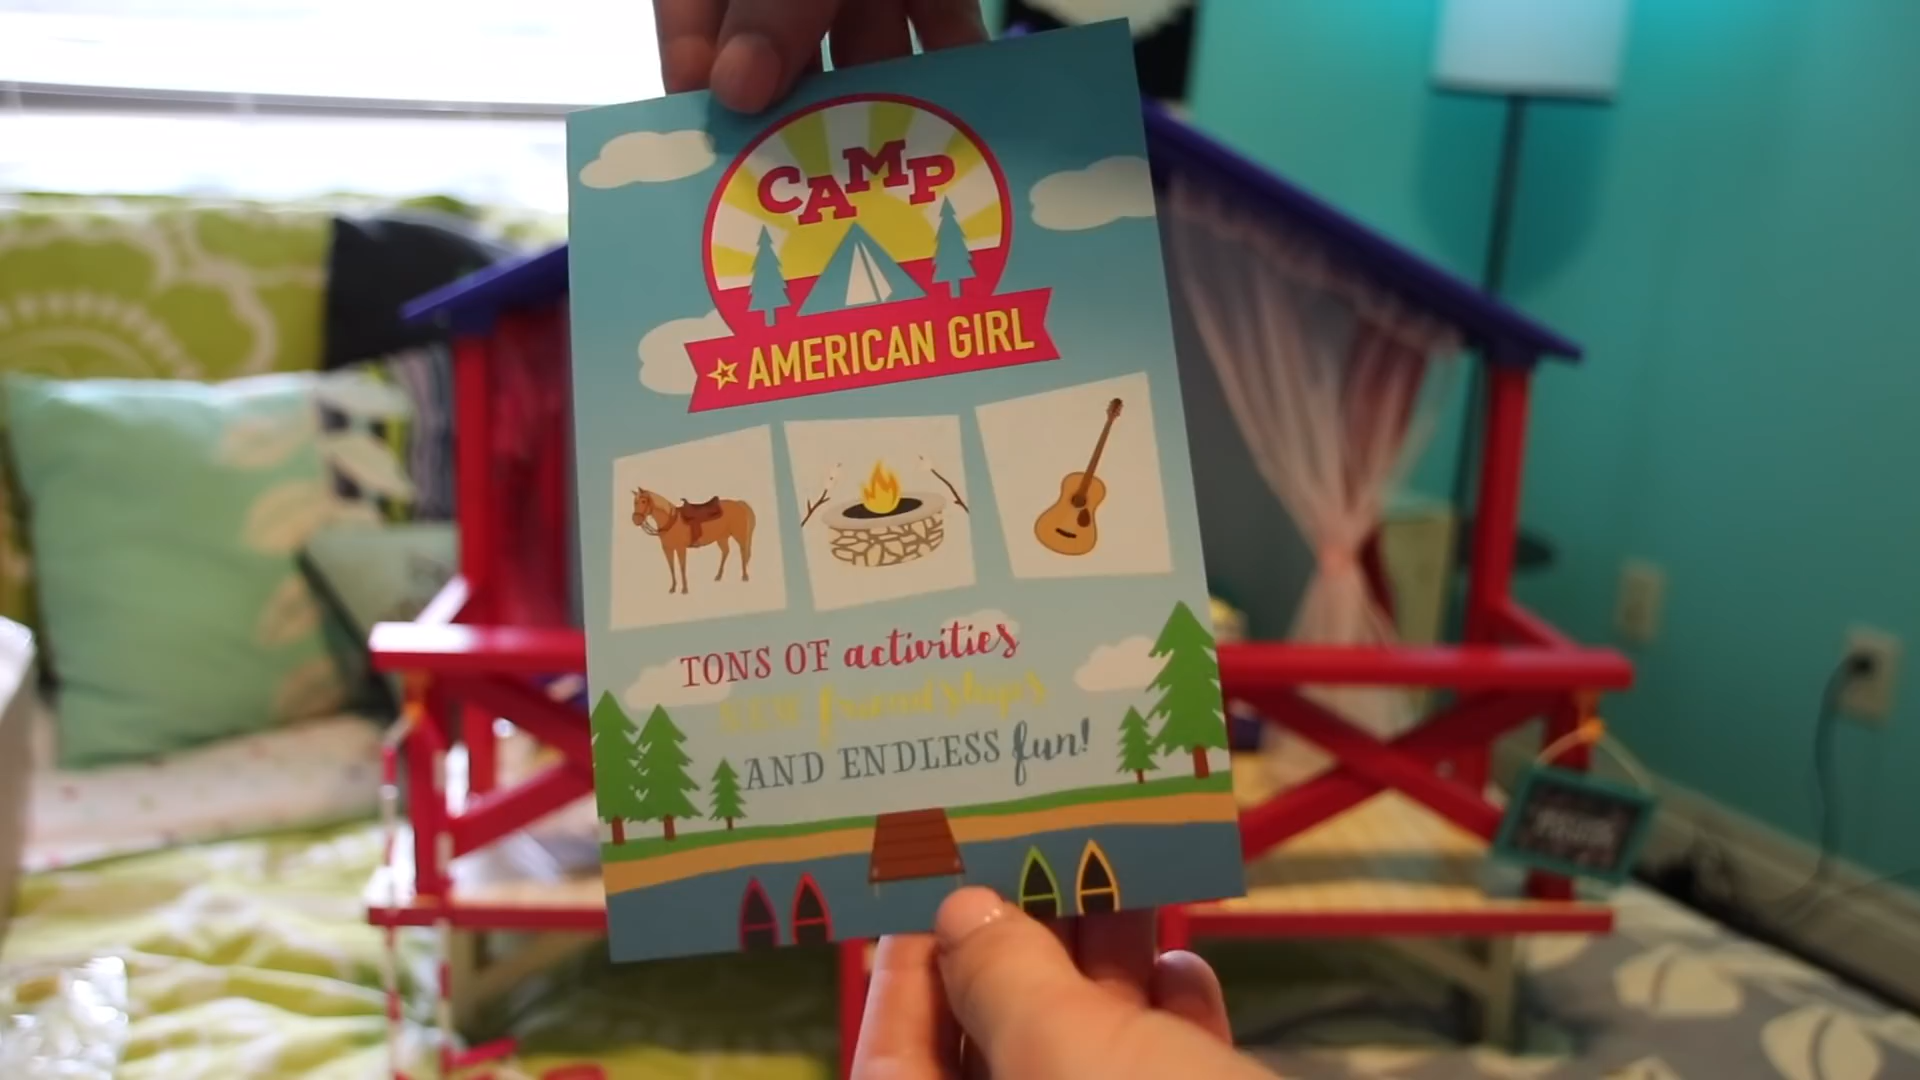 CAMP
AMERICAN GIRL
TONS OF activities
NEW friendships
AND ENDLESS fun!